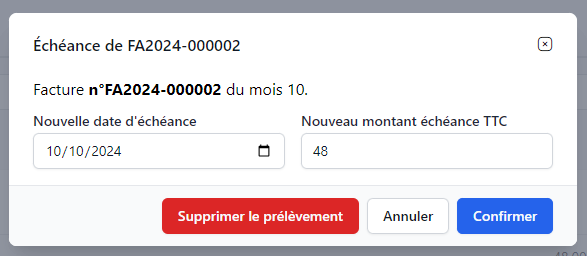 Échéance de FA2024-000002
Facture n°FA2024-000002 du mois 10.
Nouvelle date d'échéance
Nouveau montant échéance TTC
10/10/2024
48
Supprimer le prélèvement
Annuler
Confirmer